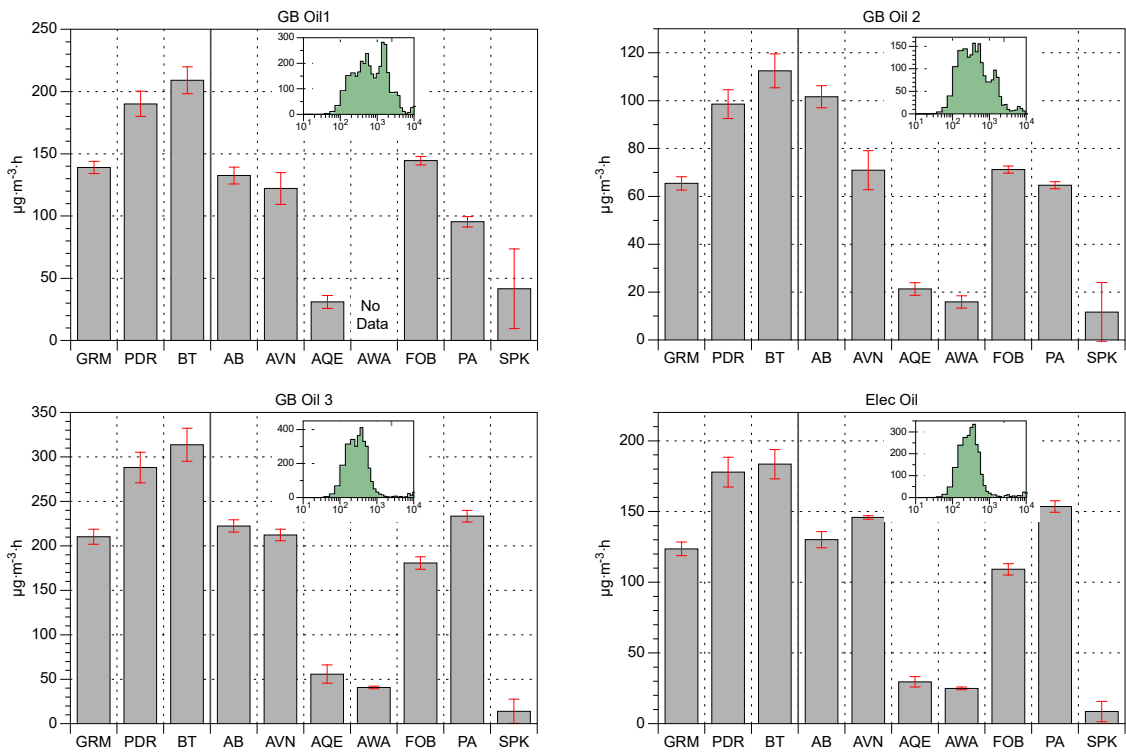 GB Oil1
µg·m⁻³·h
250
200
150
100
50
0
300
200
100
0
10¹ 10² 10³ 10⁴
No
Data
GRM PDR BT AB AVN AQE AWA FOB PA SPK
GB Oil 2
µg·m⁻³·h
120
100
80
60
40
20
0
150
100
50
0
10¹ 10² 10³ 10⁴
GRM PDR BT AB AVN AQE AWA FOB PA SPK
GB Oil 3
µg·m⁻³·h
350
300
250
200
150
100
50
0
400
200
0
10¹ 10² 10³ 10⁴
GRM PDR BT AB AVN AQE AWA FOB PA SPK
Elec Oil
µg·m⁻³·h
200
150
100
50
0
300
200
100
0
10¹ 10² 10³ 10⁴
GRM PDR BT AB AVN AQE AWA FOB PA SPK